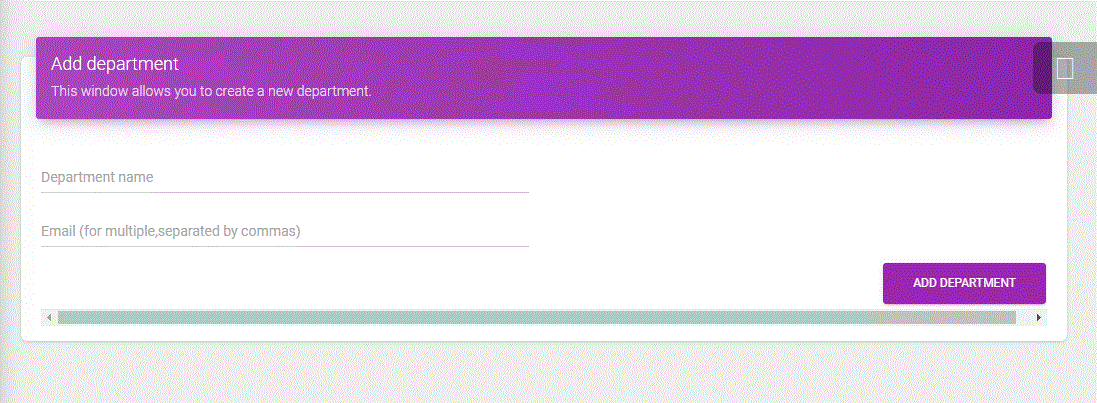 Add department
This window allows you to create a new department.
Department name
Email (for multiple,separated by commas)
ADD DEPARTMENT